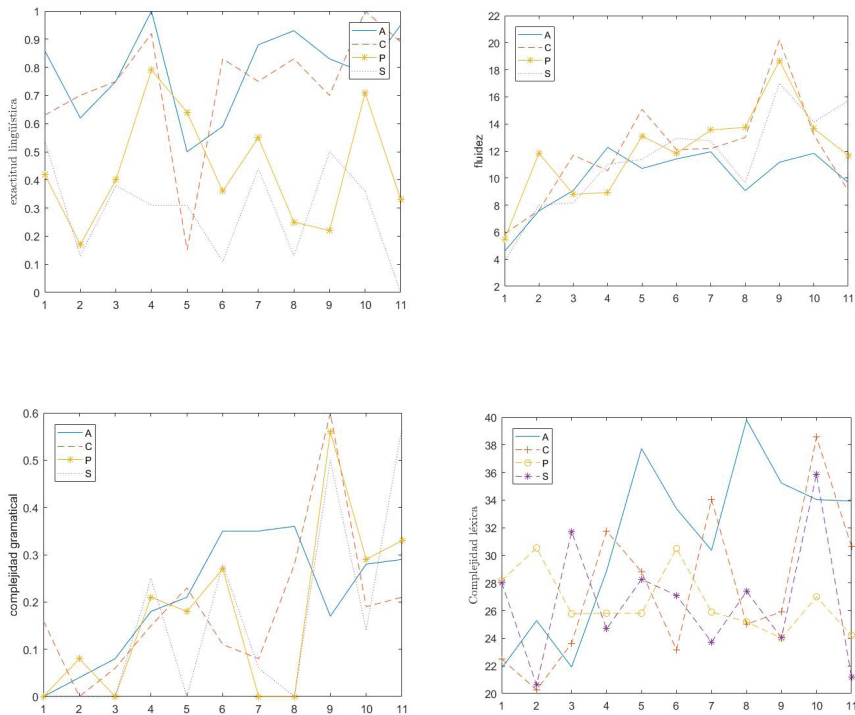 exactitud lingüística
1
0.9
0.8
0.7
0.6
0.5
0.4
0.3
0.2
0.1
0
1 2 3 4 5 6 7 8 9 10 11
A
C
P
S
fluidez
22
20
18
16
14
12
10
8
6
4
2
1 2 3 4 5 6 7 8 9 10 11
A
C
P
S
complejidad gramatical
0.6
0.5
0.4
0.3
0.2
0.1
0
1 2 3 4 5 6 7 8 9 10 11
A
C
P
S
Complejidad léxica
40
38
36
34
32
30
28
26
24
22
20
1 2 3 4 5 6 7 8 9 10 11
A
C
P
S